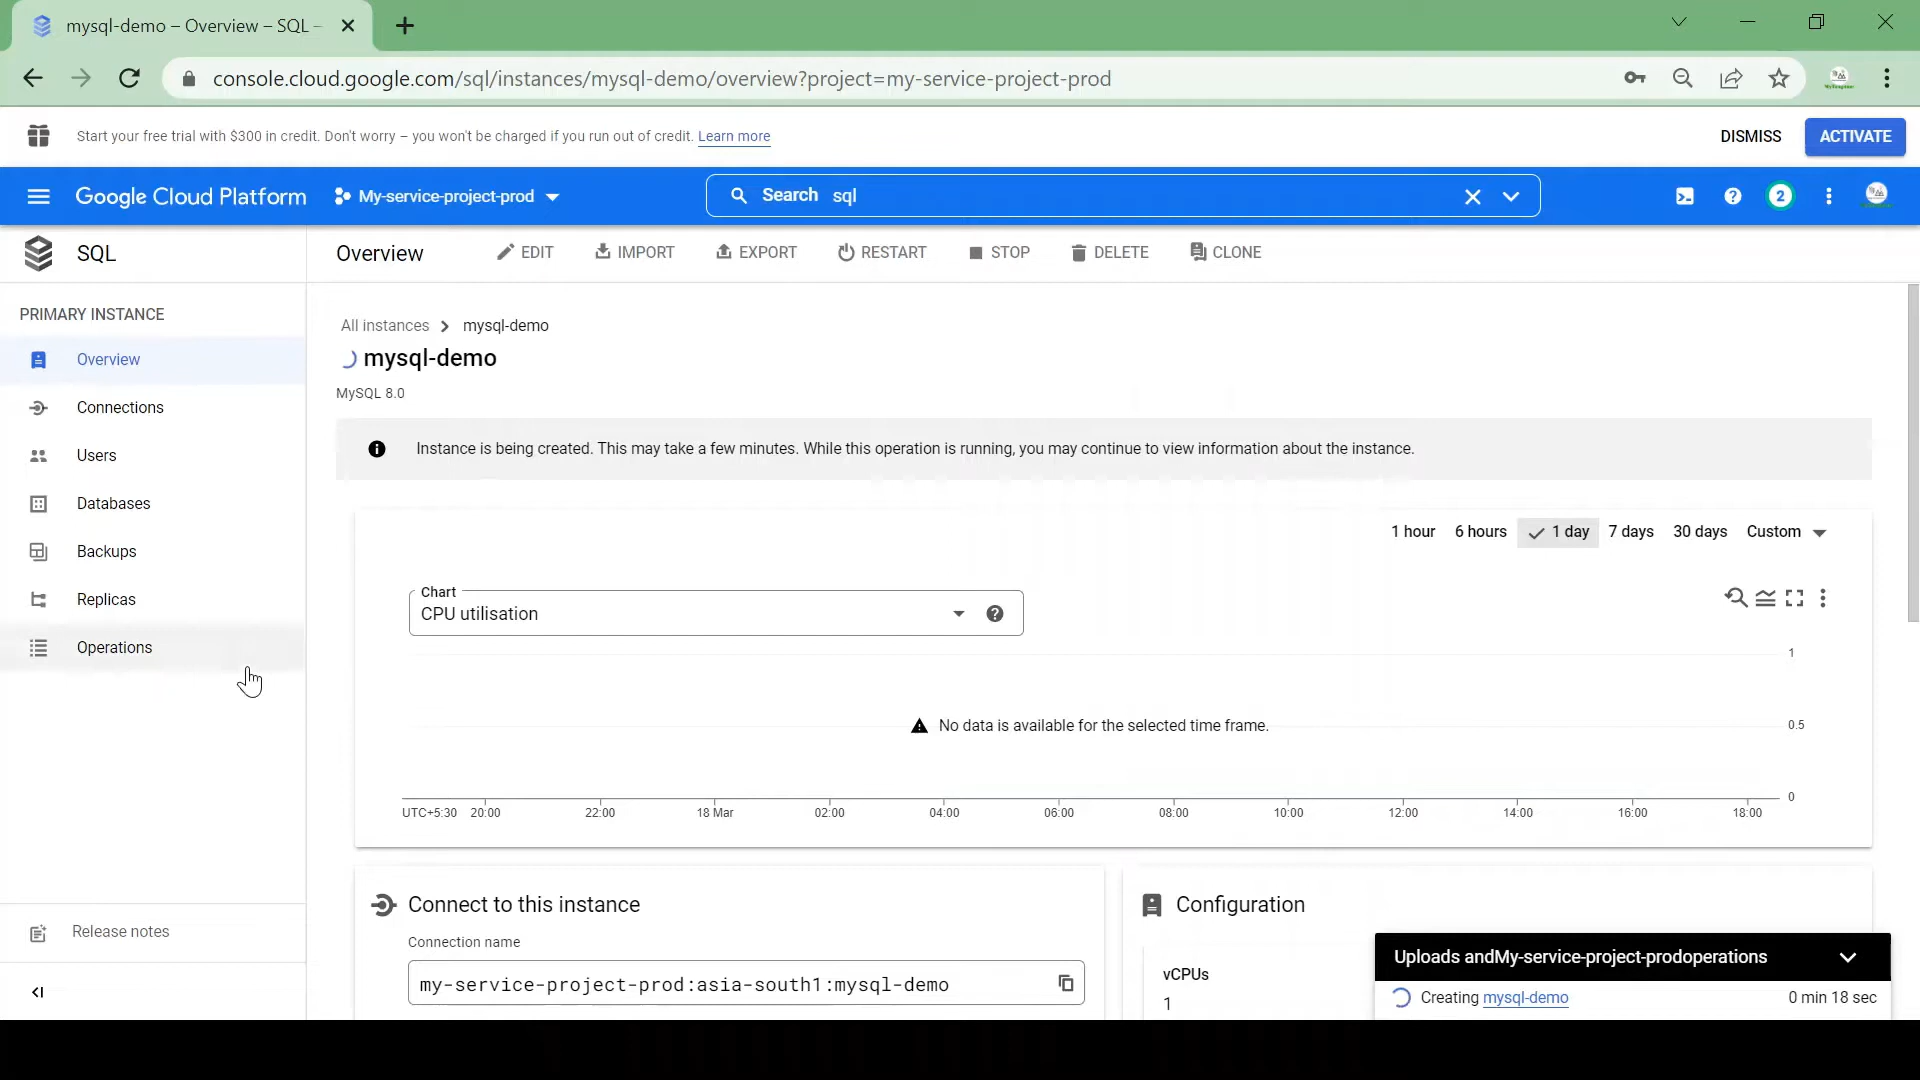 mysql-demo – Overview – SQL –
console.cloud.google.com/sql/instances/mysql-demo/overview?project=my-service-project-prod
Start your free trial with $300 in credit. Don't worry – you won't be charged if you run out of credit. Learn more
DISMISS
ACTIVATE
Google Cloud Platform
My-service-project-prod
Search sql
2
SQL
Overview
EDIT
IMPORT
EXPORT
RESTART
STOP
DELETE
CLONE
PRIMARY INSTANCE
Overview
Connections
Users
Databases
Backups
Replicas
Operations
Release notes
All instances
mysql-demo
mysql-demo
MySQL 8.0
Instance is being created. This may take a few minutes. While this operation is running, you may continue to view information about the instance.
1 hour
6 hours
1 day
7 days
30 days
Custom
Chart
CPU utilisation
1
No data is available for the selected time frame.
0.5
0
UTC+5:30 20:00 22:00 18 Mar 02:00 04:00 06:00 08:00 10:00 12:00 14:00 16:00 18:00
Connect to this instance
Connection name
my-service-project-prod:asia-south1:mysql-demo
Configuration
vCPUs
1
Uploads andMy-service-project-prodoperations
Creating mysql-demo
0 min 18 sec